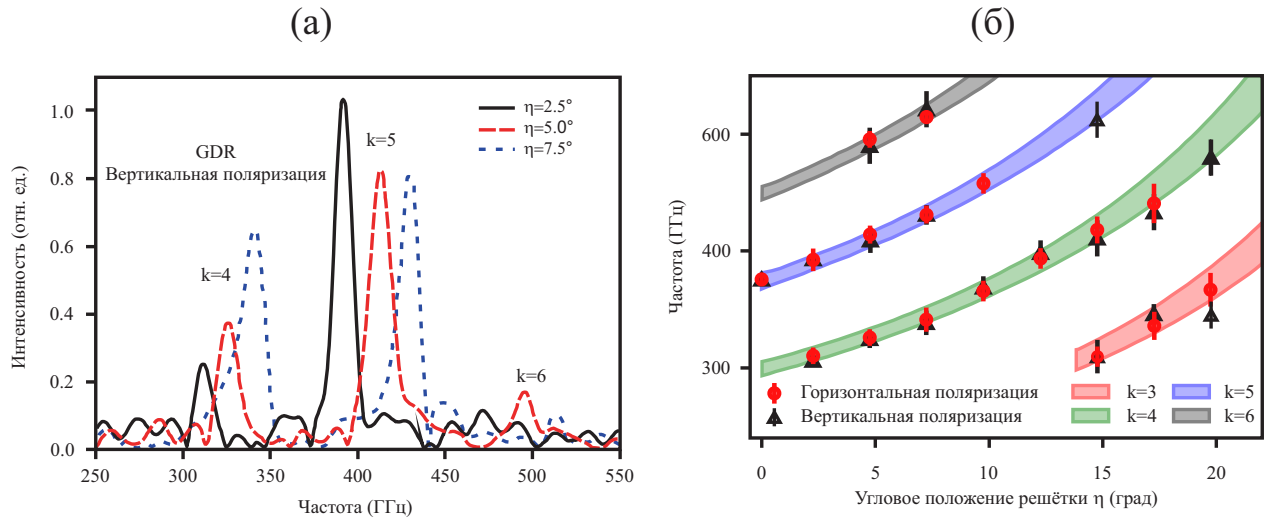 (а)
1.0
0.8
0.6
0.4
0.2
0.0
Интенсивность (отн. ед.)
GDR
Вертикальная поляризация
η=2.5°
η=5.0°
η=7.5°
k=5
k=4
k=6
250
300
350
400
450
500
550
Частота (ГГц)
(б)
600
400
300
Частота (ГГц)
Горизонтальная поляризация
Вертикальная поляризация
k=3
k=5
k=4
k=6
0
5
10
15
20
Угловое положение решётки η (град)